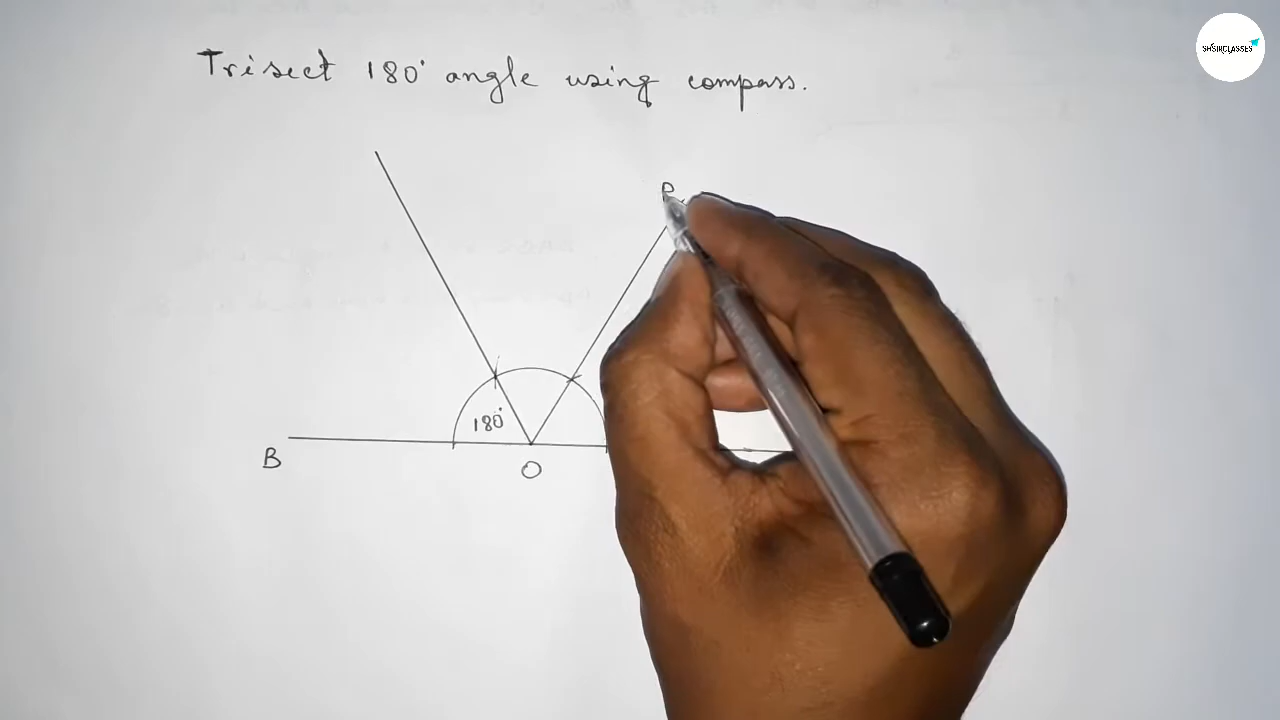 Trisect 180° angle using compass.
SHSIRCLASSES
P
180°
B
O